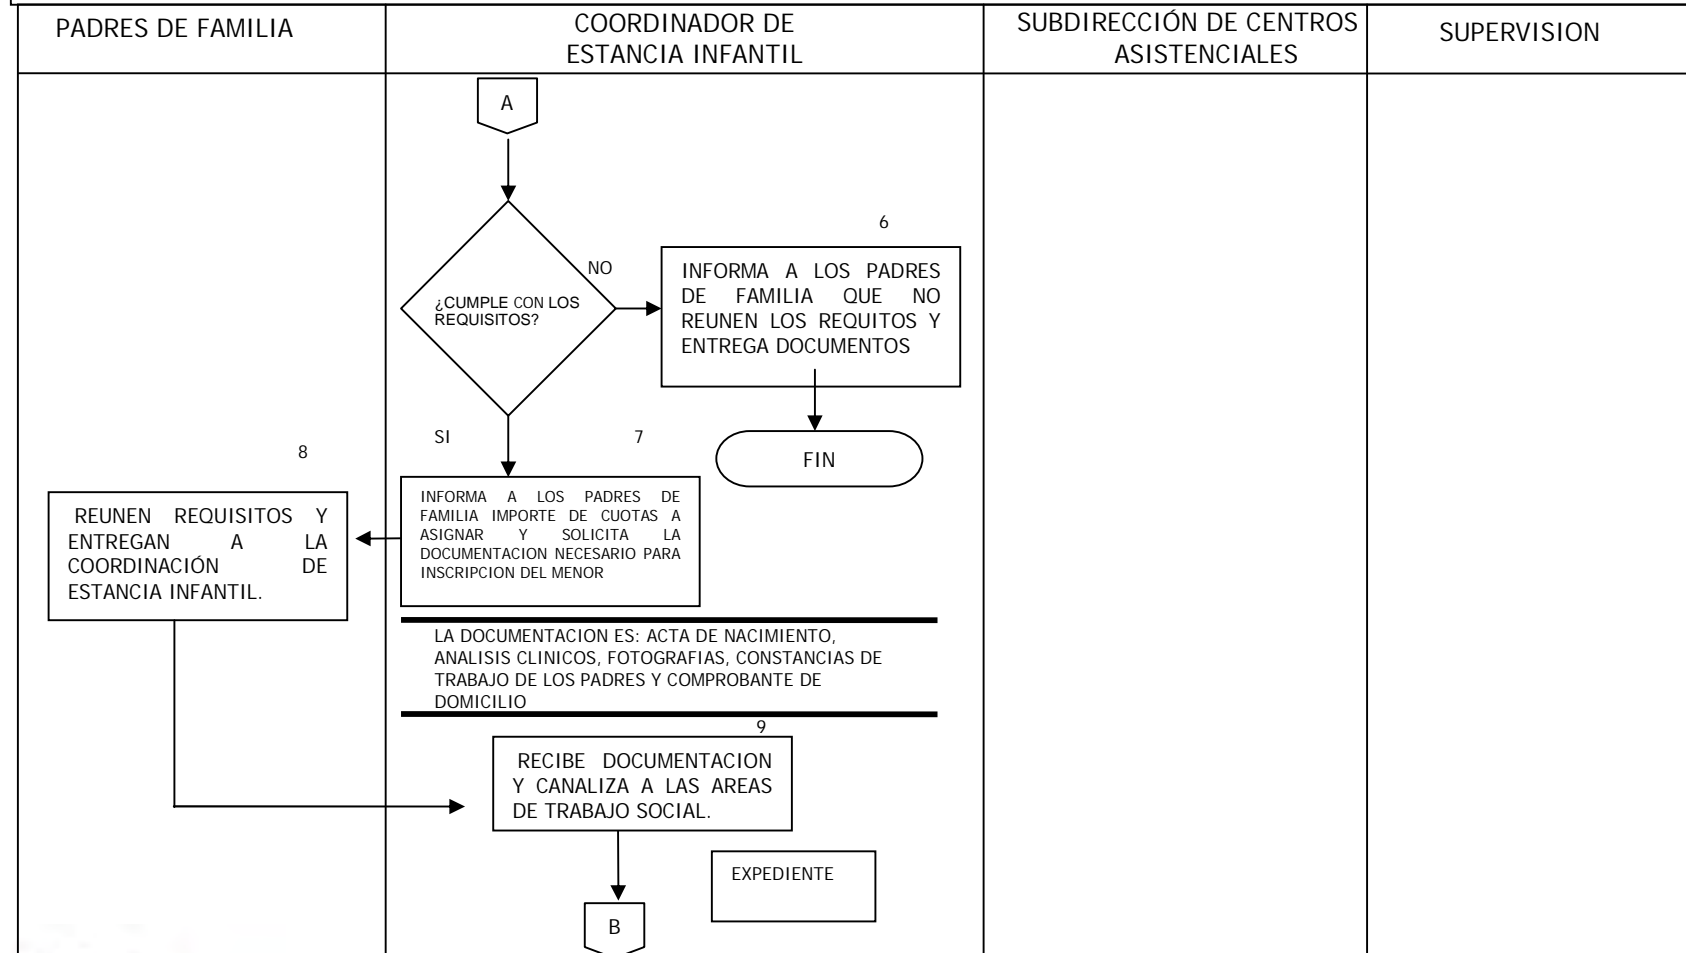 PADRES DE FAMILIA
COORDINADOR DE
ESTANCIA INFANTIL
SUBDIRECCIÓN DE CENTROS
ASISTENCIALES
SUPERVISION
A
¿CUMPLE CON LOS
REQUISITOS?
NO
6
INFORMA A LOS PADRES
DE FAMILIA QUE NO
REUNEN LOS REQUITOS Y
ENTREGA DOCUMENTOS
FIN
SI
7
INFORMA A LOS PADRES DE
FAMILIA IMPORTE DE CUOTAS A
ASIGNAR Y SOLICITA LA
DOCUMENTACION NECESARIO PARA
INSCRIPCION DEL MENOR
8
REUNEN REQUISITOS Y
ENTREGAN A LA
COORDINACIÓN DE
ESTANCIA INFANTIL.
LA DOCUMENTACION ES: ACTA DE NACIMIENTO,
ANALISIS CLINICOS, FOTOGRAFIAS, CONSTANCIAS DE
TRABAJO DE LOS PADRES Y COMPROBANTE DE
DOMICILIO
9
RECIBE DOCUMENTACION
Y CANALIZA A LAS AREAS
DE TRABAJO SOCIAL.
EXPEDIENTE
B